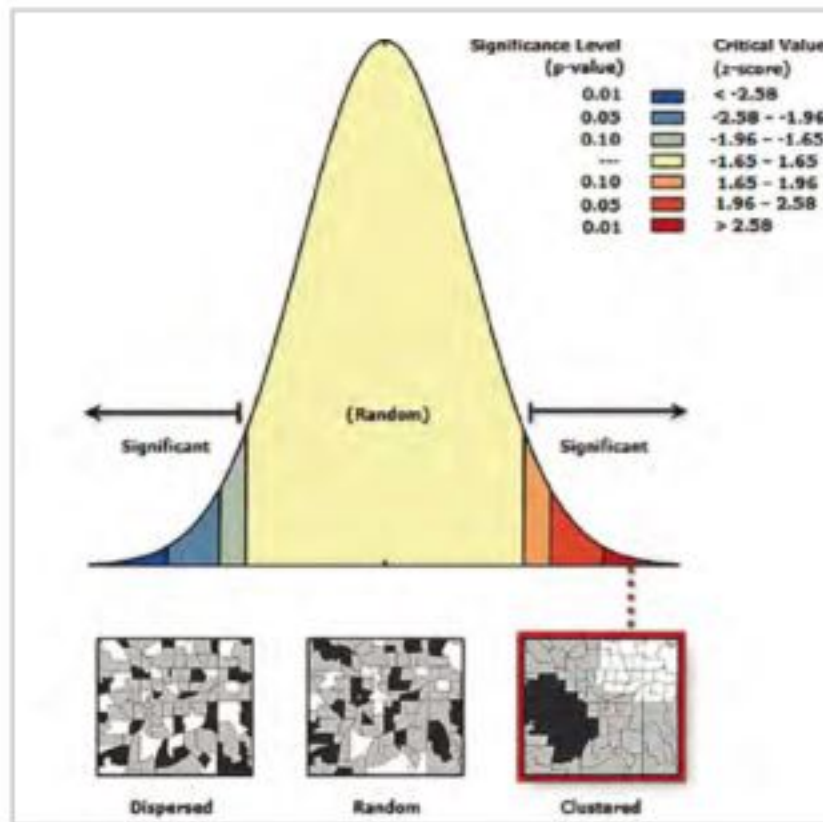 Significance Level Critical Value
(p-value) (z-score)
0.01 < -2.58
0.05 -2.58 - -1.96
0.10 -1.96 - -1.65
--- -1.65 - 1.65
0.10 1.65 - 1.96
0.05 1.96 - 2.58
0.01 > 2.58
(Random)
Significant Significant
Dispersed Random Clustered